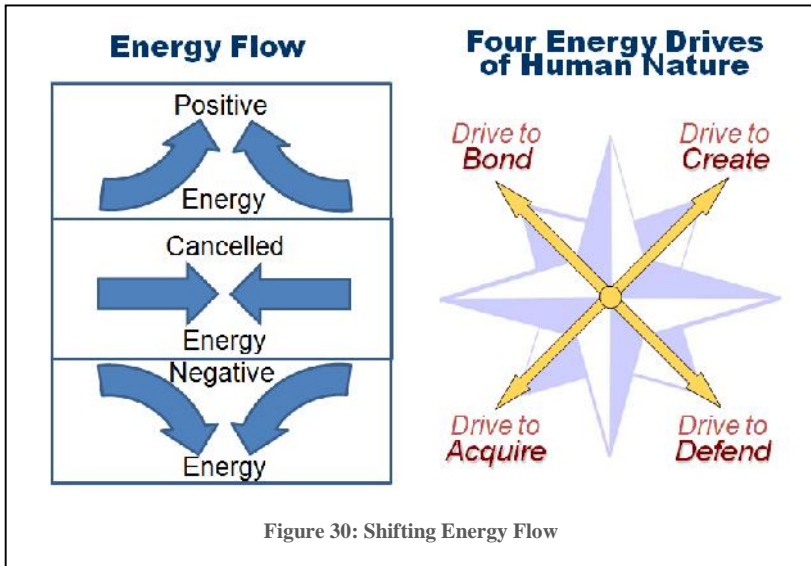 Energy Flow
Positive
Energy
Cancelled
Energy
Negative
Energy
Four Energy Drives
of Human Nature
Drive to
Bond
Drive to
Create
Drive to
Acquire
Drive to
Defend
Figure 30: Shifting Energy Flow